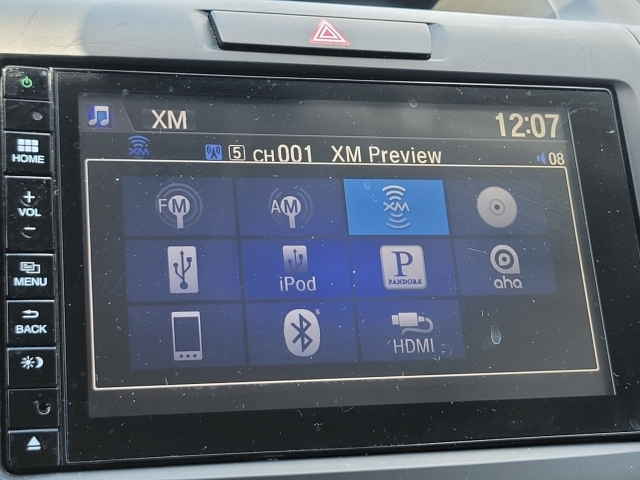 XM
12:07
XM
5 CH001 XM Preview
08
HOME
FM
AM
XM
+
VOL
-
iPod
P
PANDORA
aha
MENU
BACK
HDMI